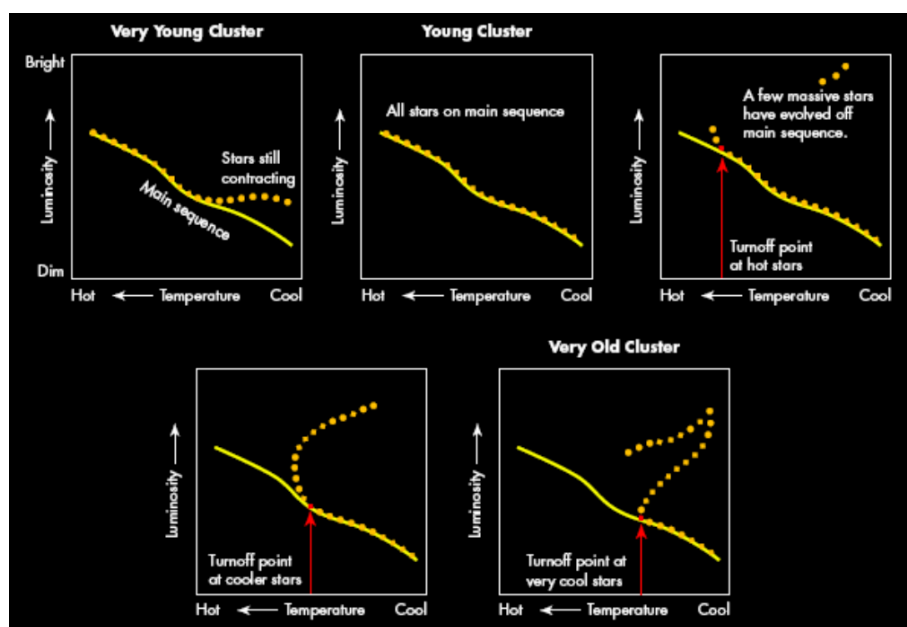 Very Young Cluster
Bright
Luminosity
Dim
Stars still
contracting
Main sequence
Hot
Temperature
Cool
Young Cluster
All stars on main sequence
Luminosity
Hot
Temperature
Cool
A few massive stars
have evolved off
main sequence.
Luminosity
Turnoff point
at hot stars
Hot
Temperature
Cool
Luminosity
Turnoff point
at cooler stars
Hot
Temperature
Cool
Very Old Cluster
Luminosity
Turnoff point at
very cool stars
Hot
Temperature
Cool